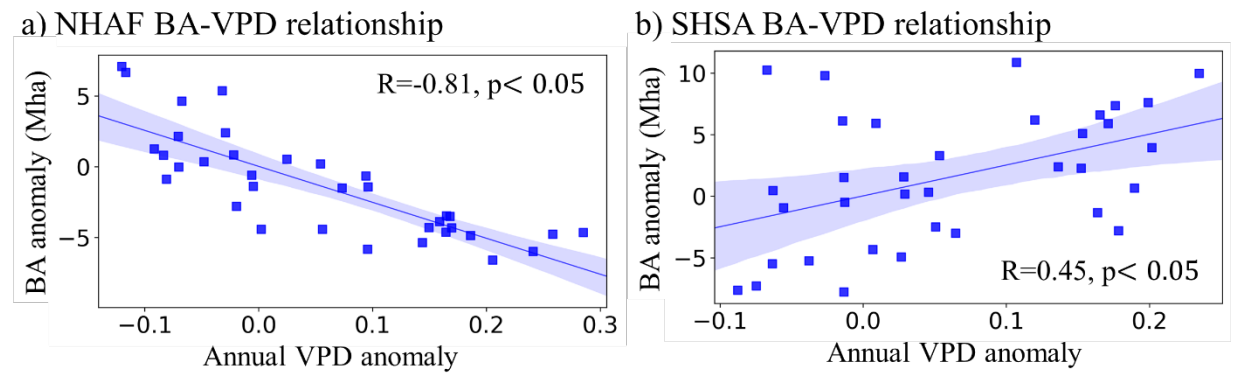 a) NHAF BA-VPD relationship
R=-0.81, p< 0.05
BA anomaly (Mha)
5
0
−5
−0.1 0.0 0.1 0.2 0.3
Annual VPD anomaly
b) SHSA BA-VPD relationship
BA anomaly (Mha)
10
5
0
−5
R=0.45, p< 0.05
−0.1 0.0 0.1 0.2
Annual VPD anomaly